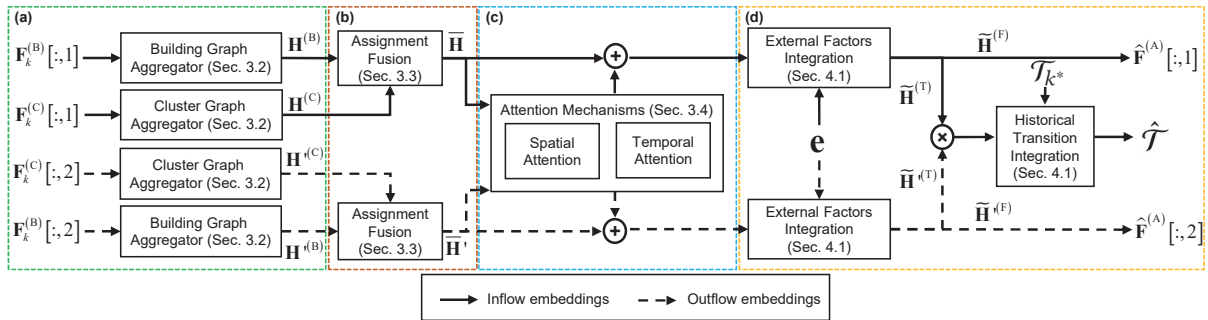 (a)
F_k^(B)[:,1]
Building Graph
Aggregator (Sec. 3.2)
H^(B)
F_k^(C)[:,1]
Cluster Graph
Aggregator (Sec. 3.2)
H^(C)
F_k^(C)[:,2]
Cluster Graph
Aggregator (Sec. 3.2)
H'^(C)
F_k^(B)[:,2]
Building Graph
Aggregator (Sec. 3.2)
H'^(B)
(b)
Assignment
Fusion
(Sec. 3.3)
H̅
Assignment
Fusion
(Sec. 3.3)
H̅'
(c)
+
Attention Mechanisms (Sec. 3.4)
Spatial
Attention
Temporal
Attention
+
(d)
External Factors
Integration
(Sec. 4.1)
e
External Factors
Integration
(Sec. 4.1)
H̃^(F)
F̂^(A)[:,1]
H̃^(T)
𝒯_k*
×
Historical
Transition
Integration
(Sec. 4.1)
𝒯̂
H̃'^(T)
H̃'^(F)
F̂^(A)[:,2]
Inflow embeddings
Outflow embeddings